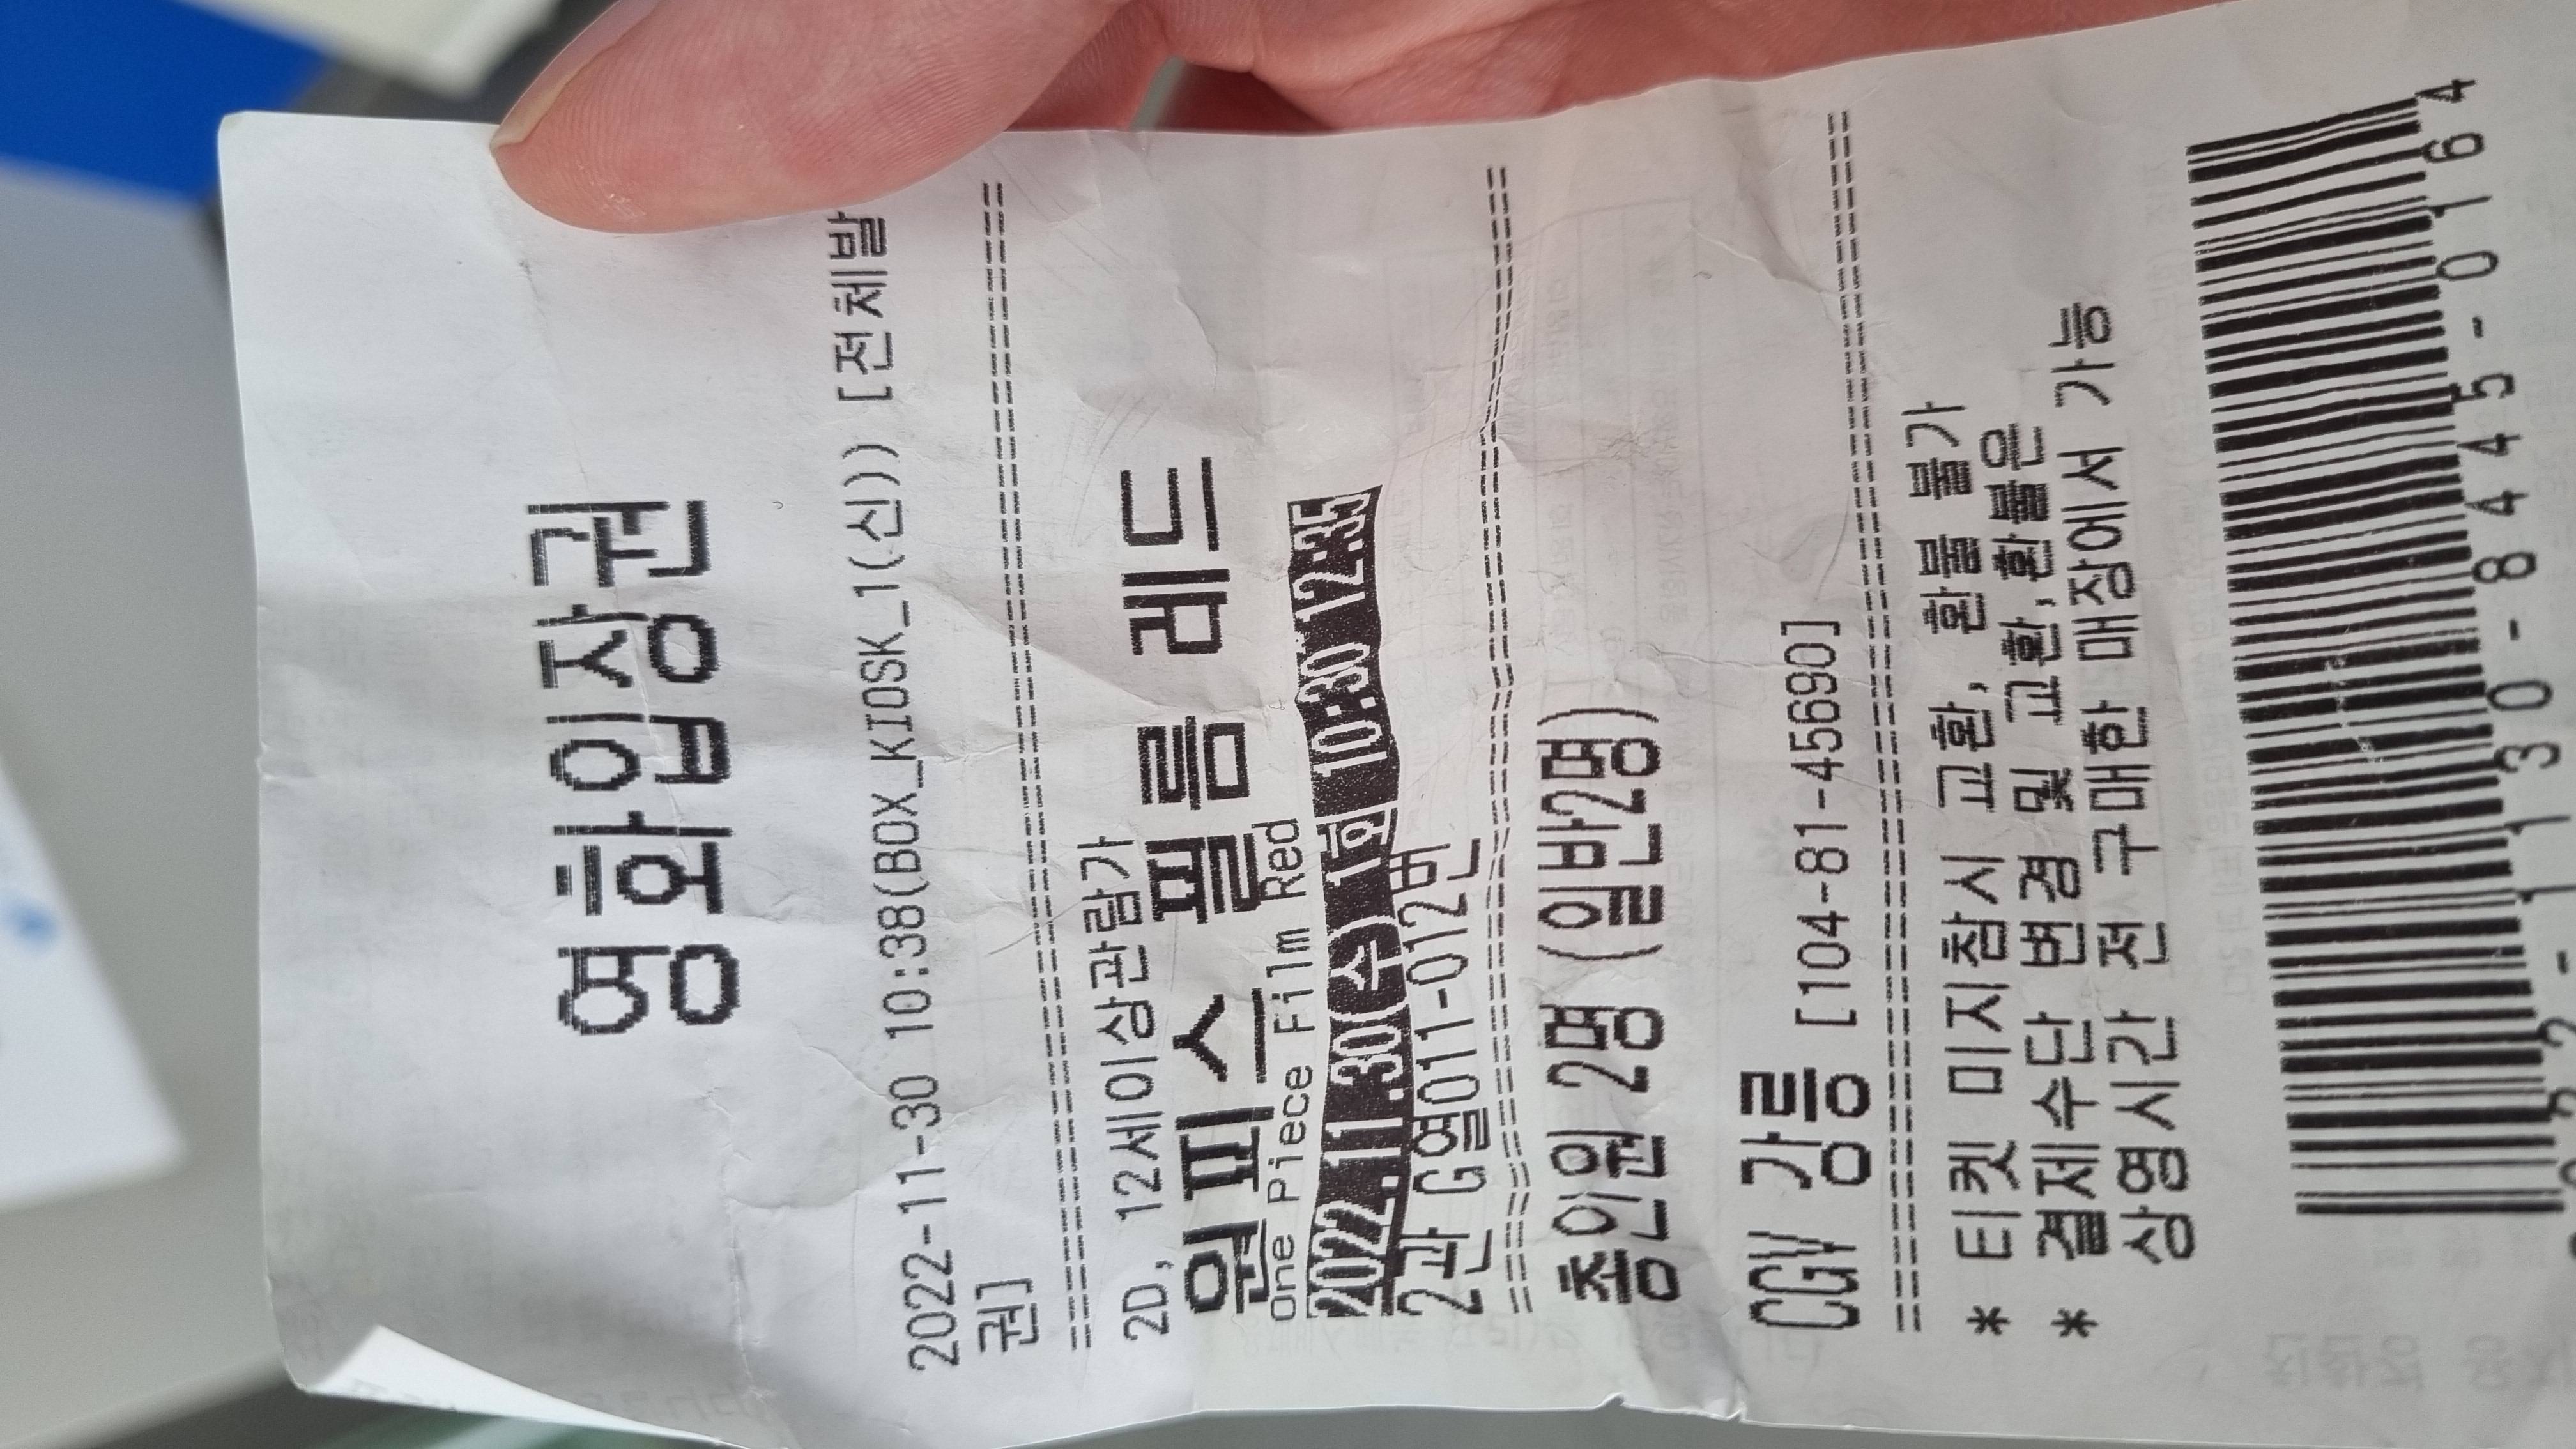 영화입장권
2022-11-30 10:38(BOX_KIOSK_1(신)) [전체발
권]
================================
2D, 12세이상관람가
원피스 필름 레드
One Piece Film Red
2022.11.30(수) 1회 10:30 12:35
2관 G열011-012번
================================
총인원 2명 (일반2명)
CGV 강릉 [104-81-45690]
================================
* 티켓 미지참시 교환, 환불 불가
* 결제수단 변경 및 교환,환불은
상영시간 전 구매한 매장에서 가능
2-1130-8445-0164